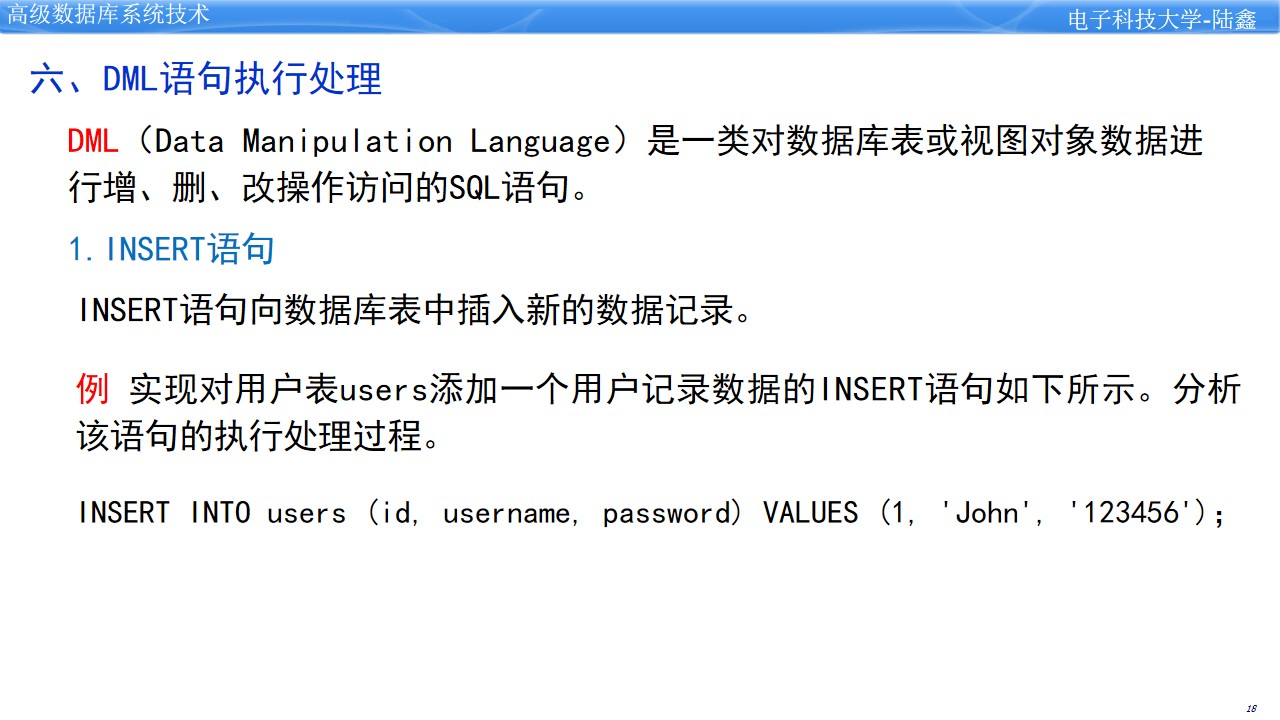 高级数据库系统技术
电子科技大学-陆鑫
六、DML语句执行处理
DML（Data Manipulation Language）是一类对数据库表或视图对象数据进
行增、删、改操作访问的SQL语句。
1.INSERT语句
INSERT语句向数据库表中插入新的数据记录。
例 实现对用户表users添加一个用户记录数据的INSERT语句如下所示。分析
该语句的执行处理过程。
INSERT INTO users (id, username, password) VALUES (1, 'John', '123456');
18